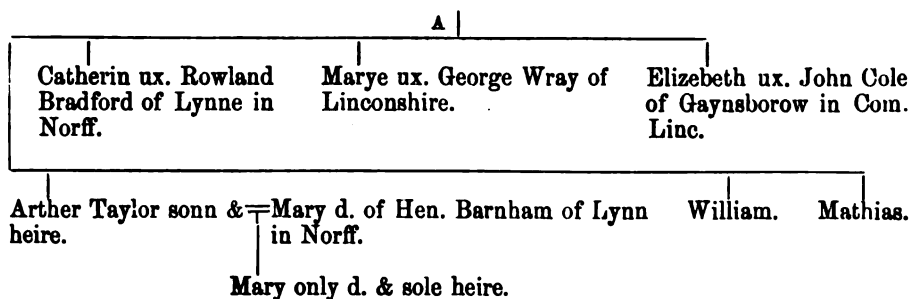 A
Catherin ux. Rowland
Bradford of Lynne in
Norff.
Marye ux. George Wray of
Linconshire.
Elizebeth ux. John Cole
of Gaynsborow in Com.
Linc.
Arther Taylor sonn &
heire.
Mary d. of Hen. Barnham of Lynn
in Norff.
William.
Mathias.
Mary only d. & sole heire.